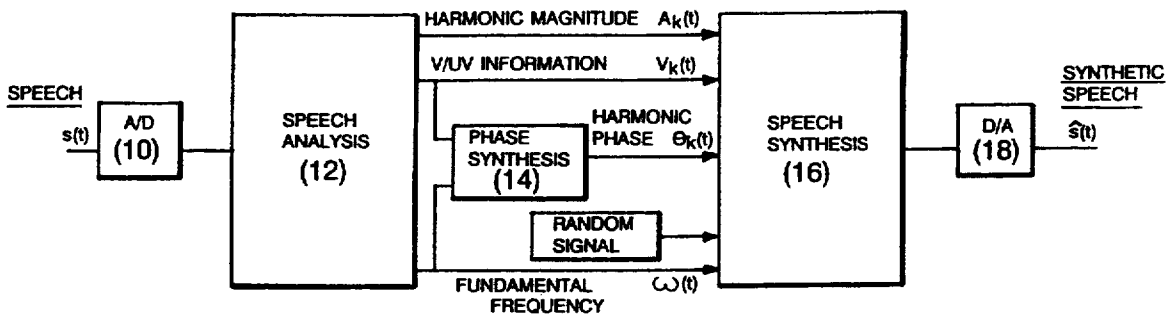 HARMONIC MAGNITUDE Ak(t)
V/UV INFORMATION Vk(t)
SPEECH
s(t)
A/D
(10)
SPEECH
ANALYSIS
(12)
PHASE
SYNTHESIS
(14)
HARMONIC
PHASE Θk(t)
RANDOM
SIGNAL
FUNDAMENTAL
FREQUENCY
ω(t)
SPEECH
SYNTHESIS
(16)
D/A
(18)
SYNTHETIC
SPEECH
ŝ(t)